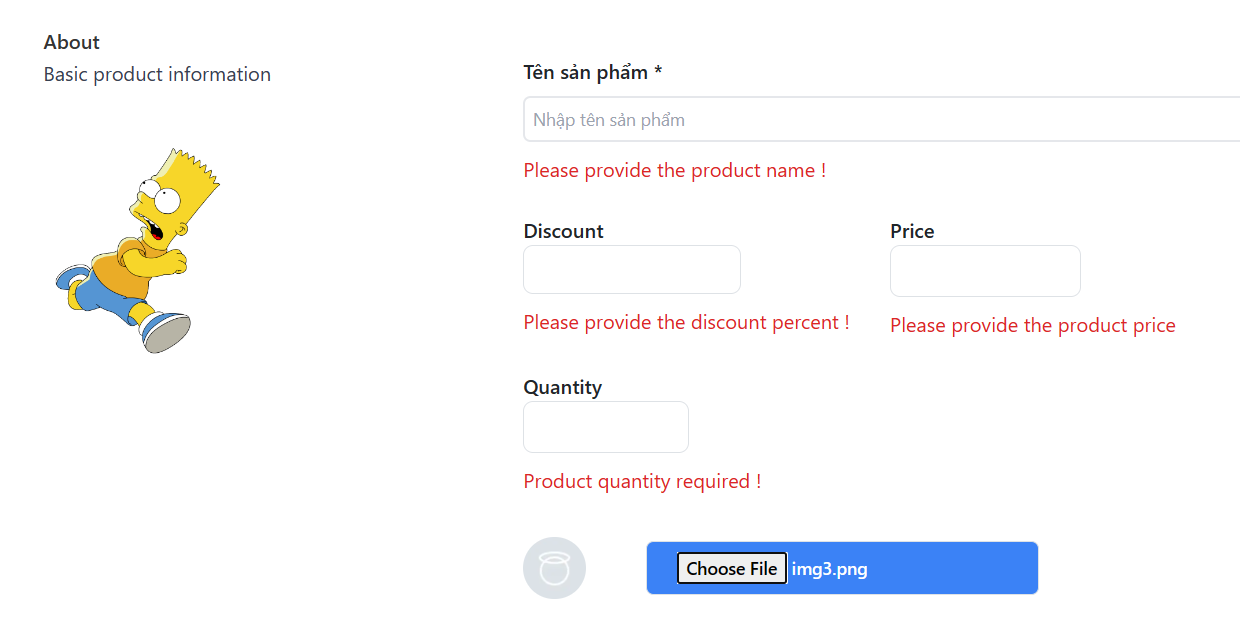 About
Basic product information
Tên sản phẩm *
Nhập tên sản phẩm
Please provide the product name !
Discount
Price
Please provide the discount percent !
Please provide the product price
Quantity
Product quantity required !
Choose File img3.png